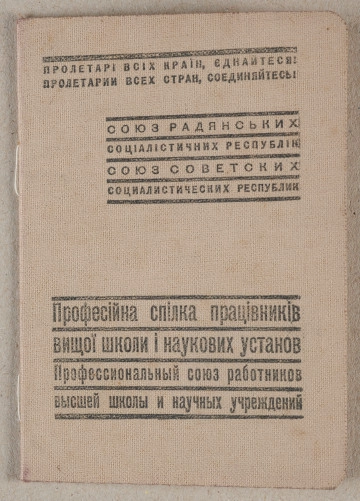 ПРОЛЕТАРІ ВСІХ КРАЇН, ЄДНАЙТЕСЯ!
ПРОЛЕТАРИИ ВСЕХ СТРАН, СОЕДИНЯЙТЕСЬ!
СОЮЗ РАДЯНСЬКИХ
СОЦІАЛІСТИЧНИХ РЕСПУБЛІК
СОЮЗ СОВЕТСКИХ
СОЦИАЛИСТИЧЕСКИХ РЕСПУБЛИК
Професійна спілка працівників
вищої школи і наукових установ
Профессиональный союз работников
высшей школы и научных учреждений